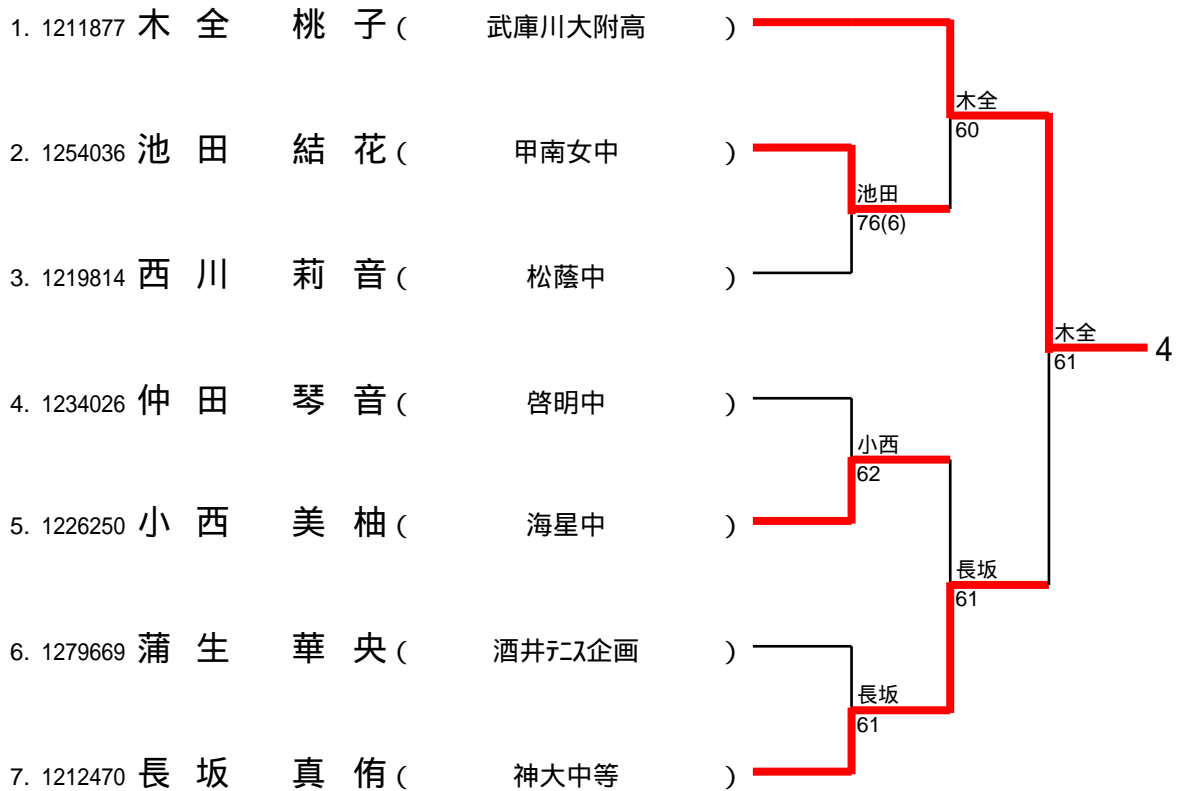 1. 1211877 木 全 桃 子 ( 武庫川大附高 )
木全
60
2. 1254036 池 田 結 花 ( 甲南女中 )
池田
76(6)
3. 1219814 西 川 莉 音 ( 松蔭中 )
木全
61
4
4. 1234026 仲 田 琴 音 ( 啓明中 )
小西
62
5. 1226250 小 西 美 柚 ( 海星中 )
長坂
61
6. 1279669 蒲 生 華 央 ( 酒井テニス企画 )
長坂
61
7. 1212470 長 坂 真 侑 ( 神大中等 )